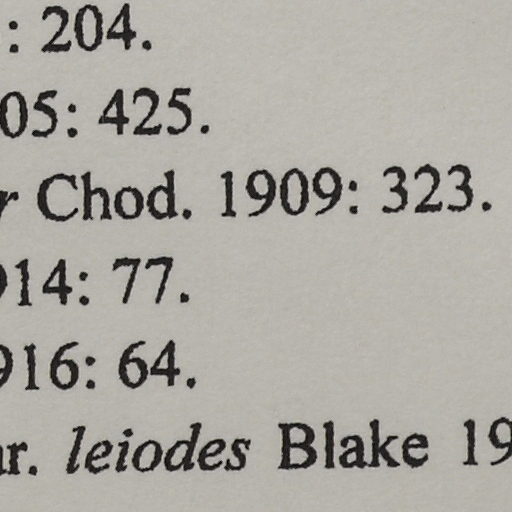 : 204.
05: 425.
r Chod. 1909: 323.
914: 77.
916: 64.
ar. leiodes Blake 19